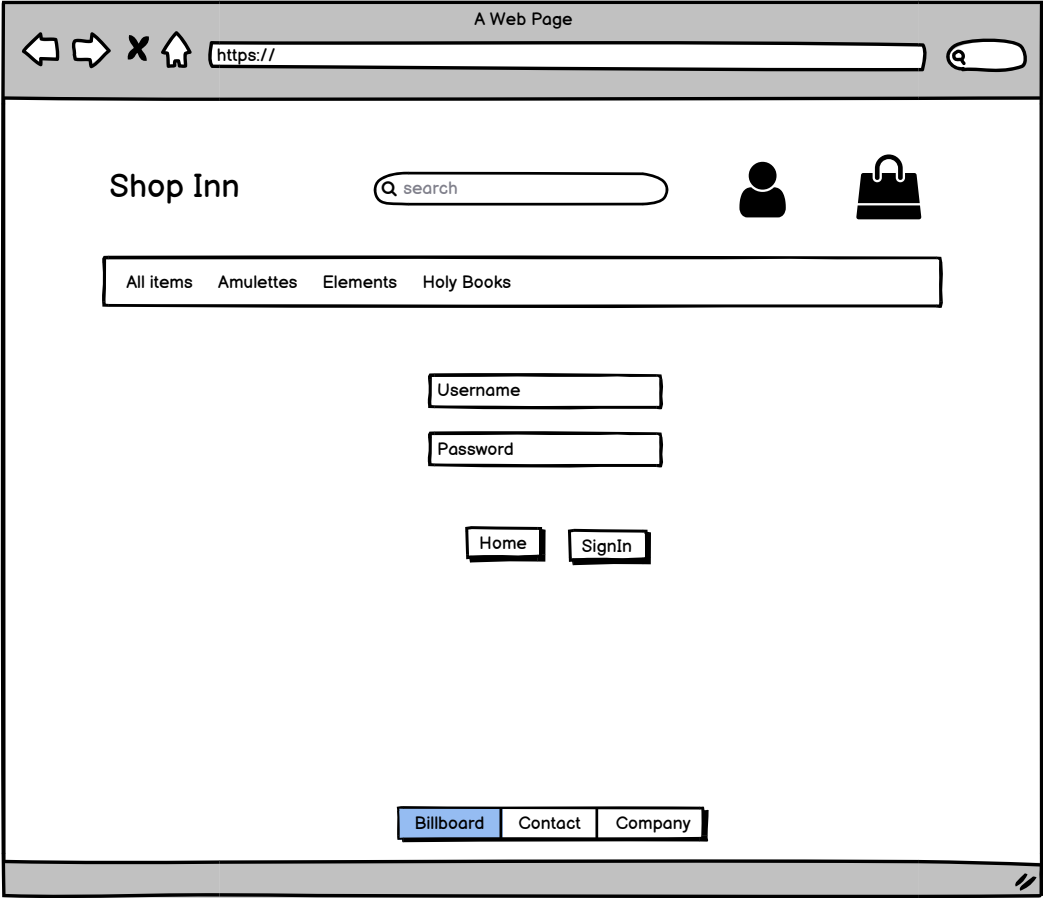 A Web Page
https://
Shop Inn
search
All items Amulettes Elements Holy Books
Username
Password
Home SignIn
Billboard Contact Company